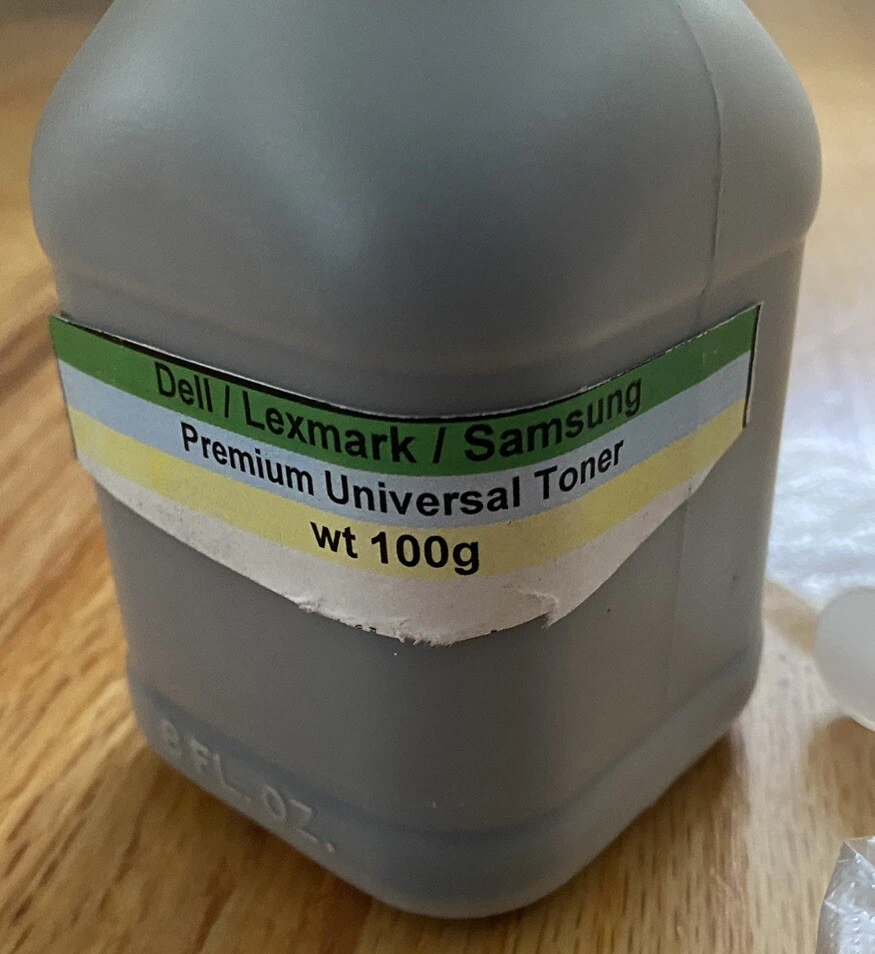 Dell / Lexmark / Samsung
Premium Universal Toner
wt 100g
8 FL. OZ.